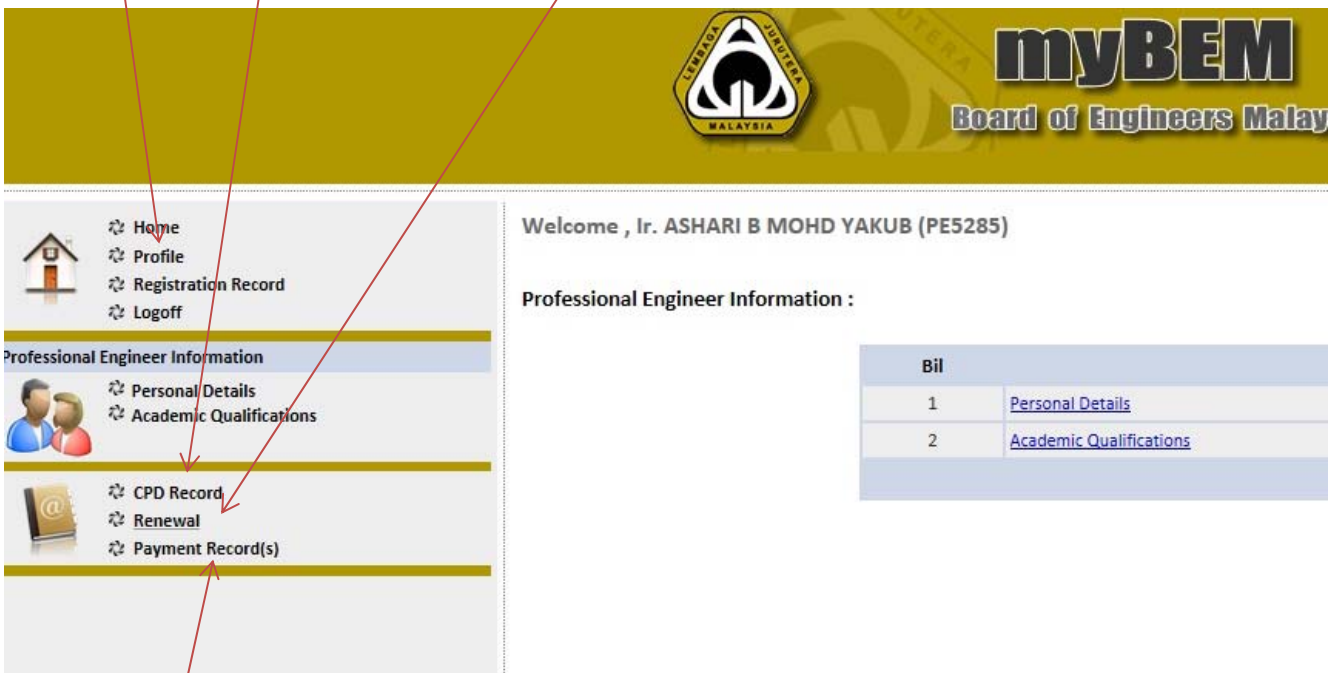 LEMBAGA JURUTERA
MALAYSIA
UTERA
myBEM
Board of Engineers Malay
Home
Profile
Registration Record
Logoff
Professional Engineer Information
Personal Details
Academic Qualifications
CPD Record
Renewal
Payment Record(s)
Welcome , Ir. ASHARI B MOHD YAKUB (PE5285)
Professional Engineer Information :
Bil
1 Personal Details
2 Academic Qualifications